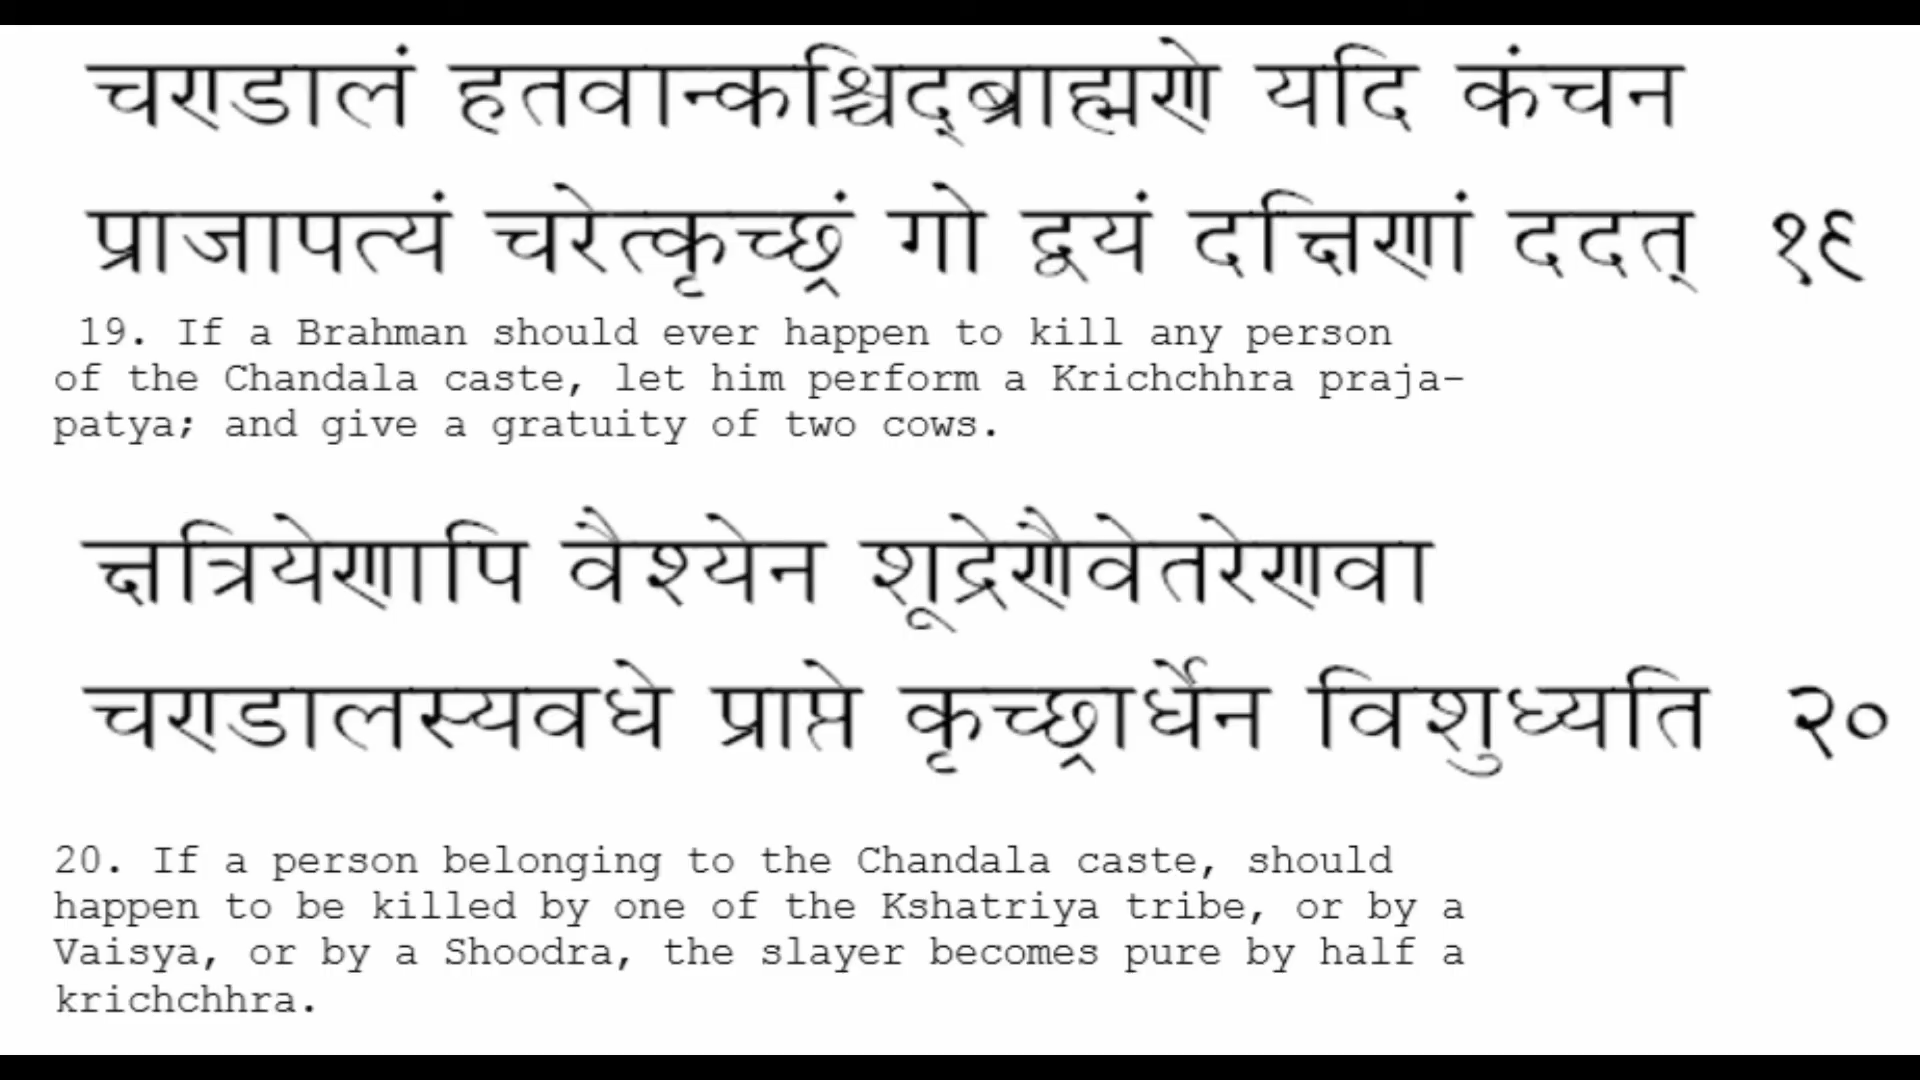 चण्डालं हतवान्कश्चिद्ब्राह्मणे यदि कंचन
प्राजापत्यं चरेत्कृच्छ्रं गो द्वयं दक्षिणां ददत् १९
19. If a Brahman should ever happen to kill any person
of the Chandala caste, let him perform a Krichchhra praja-
patya; and give a gratuity of two cows.
क्षत्रियेणापि वैश्येन शूद्रेणैवेतरेणवा
चण्डालस्यवधे प्राप्ते कृच्छ्रार्धेन विशुध्यति २०
20. If a person belonging to the Chandala caste, should
happen to be killed by one of the Kshatriya tribe, or by a
Vaisya, or by a Shoodra, the slayer becomes pure by half a
krichchhra.